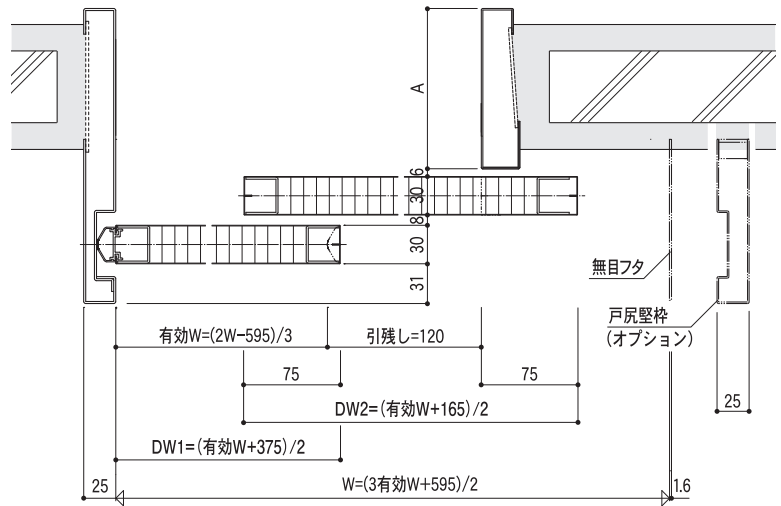 A
6
30
8
30
31
無目フタ
戸尻竪枠
(オプション)
有効W=(2W-595)/3
引残し=120
75
75
25
DW2=(有効W+165)/2
DW1=(有効W+375)/2
25
W=(3有効W+595)/2
1.6